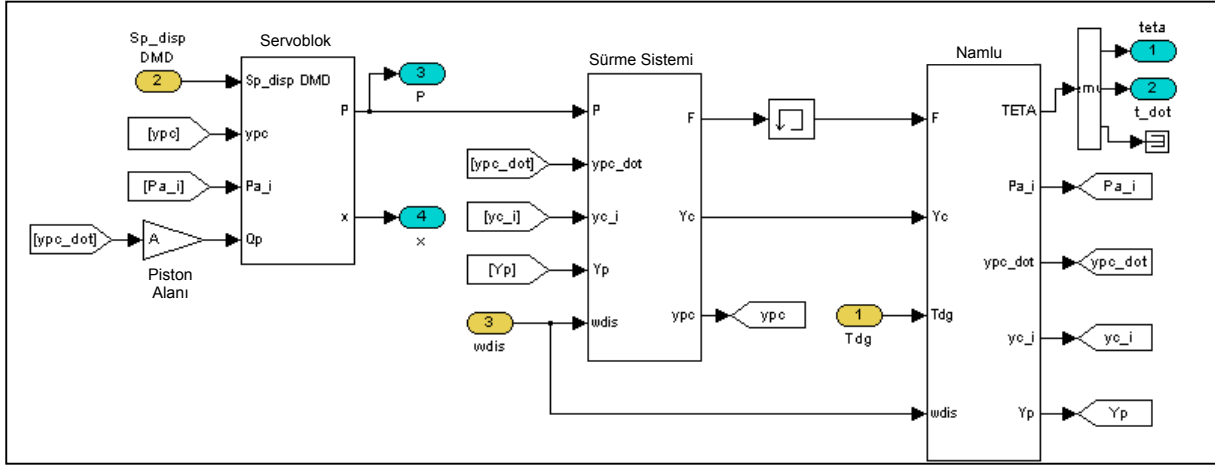 Sp_disp
DMD
2
Servoblok
Sp_disp DMD
ypc
Pa_i
Qp
P
x
[ypc]
[Pa_i]
[ypc_dot]
A
Piston
Alanı
3
P
4
x
Sürme Sistemi
P
ypc_dot
yc_i
Yp
wdis
F
Yc
ypc
[ypc_dot]
[yc_i]
[Yp]
3
wdis
ypc
1
Tdg
Namlu
F
Yc
Tdg
wdis
TETA
Pa_i
ypc_dot
yc_i
Yp
teta
1
2
t_dot
Pa_i
ypc_dot
yc_i
Yp